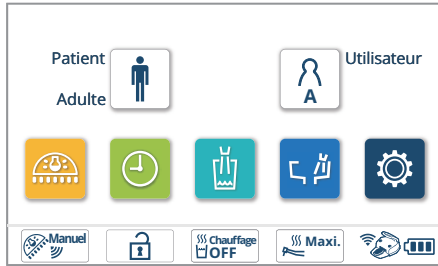 Patient
Utilisateur
Adulte
A
Manuel
Chauffage
OFF
Maxi.